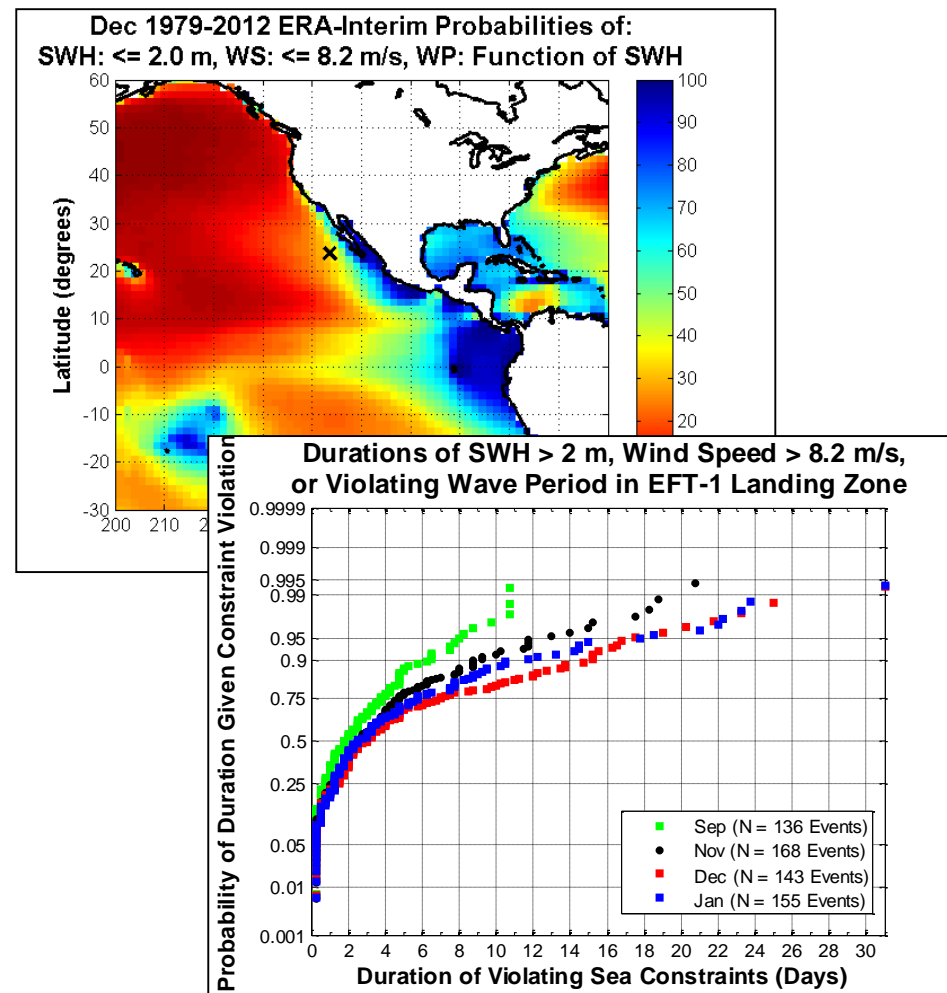 Dec 1979-2012 ERA-Interim Probabilities of:
SWH: <= 2.0 m, WS: <= 8.2 m/s, WP: Function of SWH
Latitude (degrees)
60
50
40
30
20
10
0
-10
-20
-30
200
210
100
90
80
70
60
50
40
30
20
Durations of SWH > 2 m, Wind Speed > 8.2 m/s,
or Violating Wave Period in EFT-1 Landing Zone
Probability of Duration Given Constraint Violation
0.9999
0.999
0.995
0.99
0.95
0.9
0.75
0.5
0.25
0.05
0.01
0.001
Sep (N = 136 Events)
Nov (N = 168 Events)
Dec (N = 143 Events)
Jan (N = 155 Events)
0 2 4 6 8 10 12 14 16 18 20 22 24 26 28 30
Duration of Violating Sea Constraints (Days)